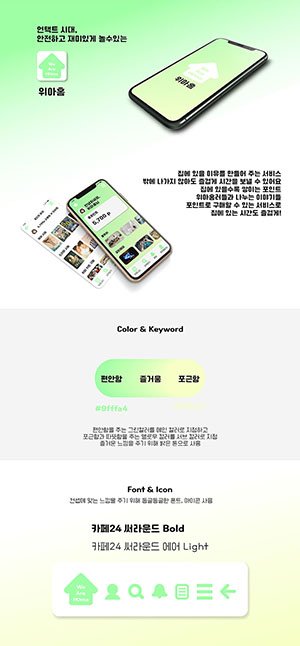 언택트 시대,
안전하고 재미있게 놀수있는
We
Are
Home
위아홈
위아홈
집에 있을 이유를 만들어 주는 서비스
밖에 나가지 않아도 즐겁게 시간을 보낼 수 있어요
집에 있을수록 쌓이는 포인트
위아홈러들과 나누는 이야기들
포인트로 구매할 수 있는 서비스로
집에 있는 시간도 즐겁게!
5,700 p
Color & Keyword
편안함 즐거움 포근함
#9fffa4
편안함을 주는 그린컬러를 메인 컬러로 지정하고
포근함과 따뜻함을 주는 옐로우 컬러를 서브 컬러로 지정
즐거운 느낌을 주기 위해 밝은 톤으로 사용
Font & Icon
컨셉에 맞는 느낌을 주기 위해 둥글둥글한 폰트, 아이콘 사용
카페24 써라운드 Bold
카페24 써라운드 에어 Light
We
Are
Home